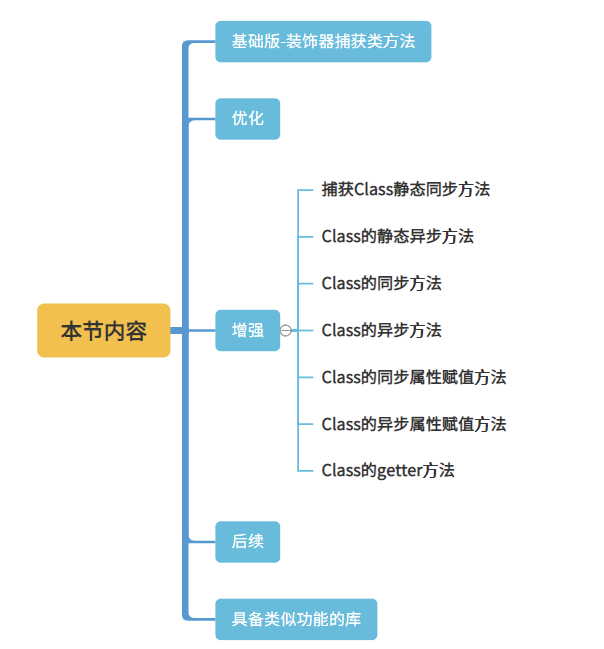 基础版-装饰器捕获类方法
优化
捕获Class静态同步方法
Class的静态异步方法
Class的同步方法
本节内容
增强
Class的异步方法
Class的同步属性赋值方法
Class的异步属性赋值方法
Class的getter方法
后续
具备类似功能的库